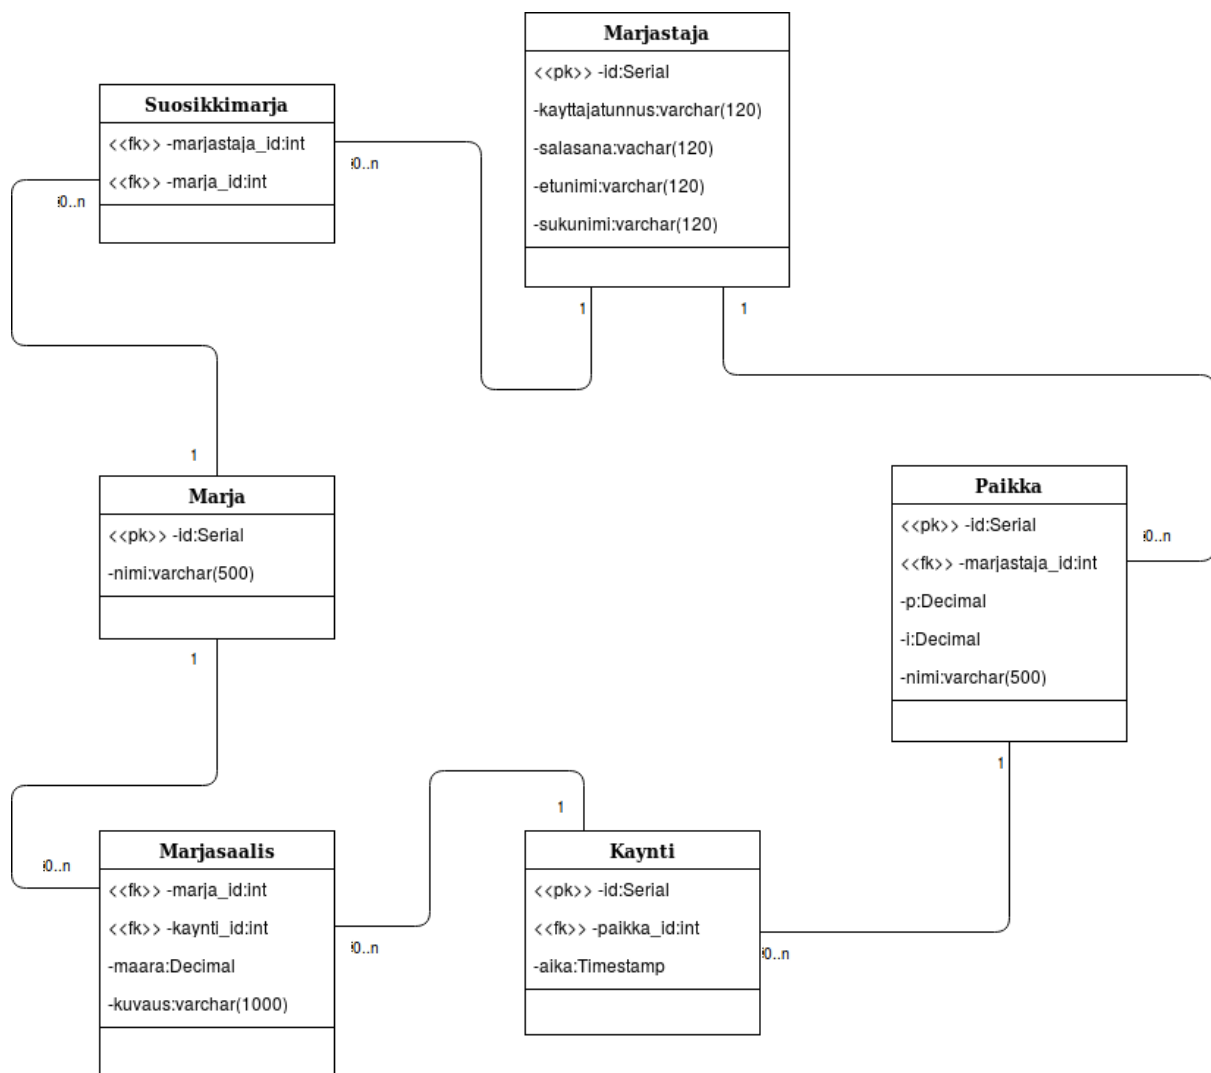 Marjastaja
<<pk>> -id:Serial
-kayttajatunnus:varchar(120)
-salasana:vachar(120)
-etunimi:varchar(120)
-sukunimi:varchar(120)
1
1
Suosikkimarja
<<fk>> -marjastaja_id:int
<<fk>> -marja_id:int
0..n
0..n
1
Marja
<<pk>> -id:Serial
-nimi:varchar(500)
1
Paikka
<<pk>> -id:Serial
<<fk>> -marjastaja_id:int
-p:Decimal
-i:Decimal
-nimi:varchar(500)
0..n
1
Marjasaalis
<<fk>> -marja_id:int
<<fk>> -kaynti_id:int
-maara:Decimal
-kuvaus:varchar(1000)
0..n
0..n
1
Kaynti
<<pk>> -id:Serial
<<fk>> -paikka_id:int
-aika:Timestamp
0..n